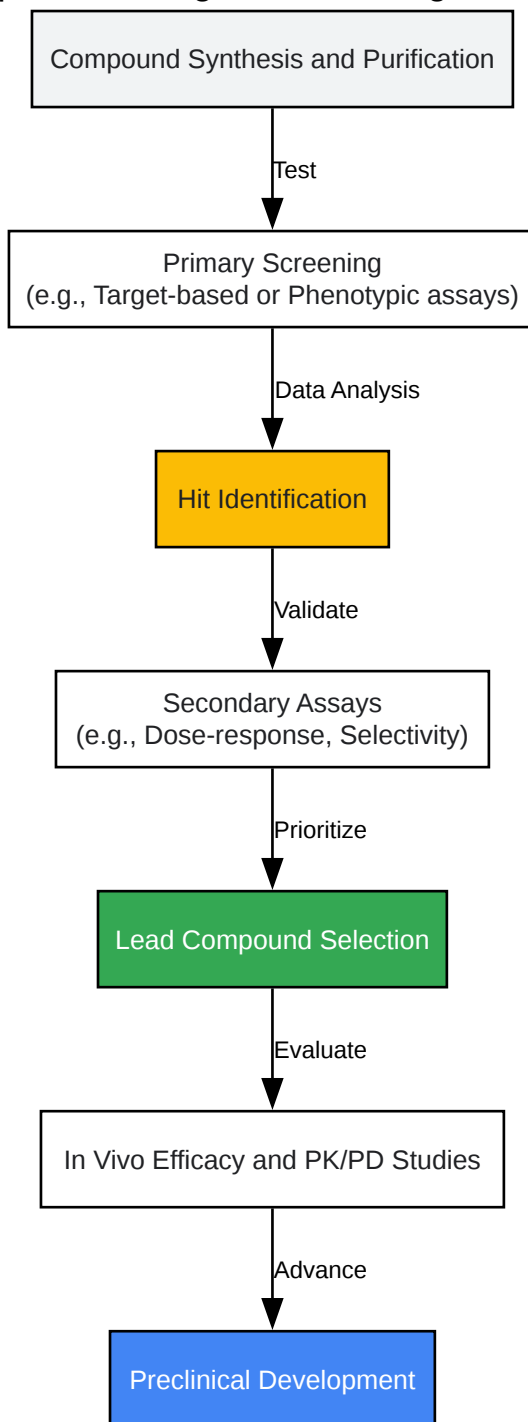 Compound Synthesis and Purification
Test
Primary Screening
(e.g., Target-based or Phenotypic assays)
Data Analysis
Hit Identification
Validate
Secondary Assays
(e.g., Dose-response, Selectivity)
Prioritize
Lead Compound Selection
Evaluate
In Vivo Efficacy and PK/PD Studies
Advance
Preclinical Development